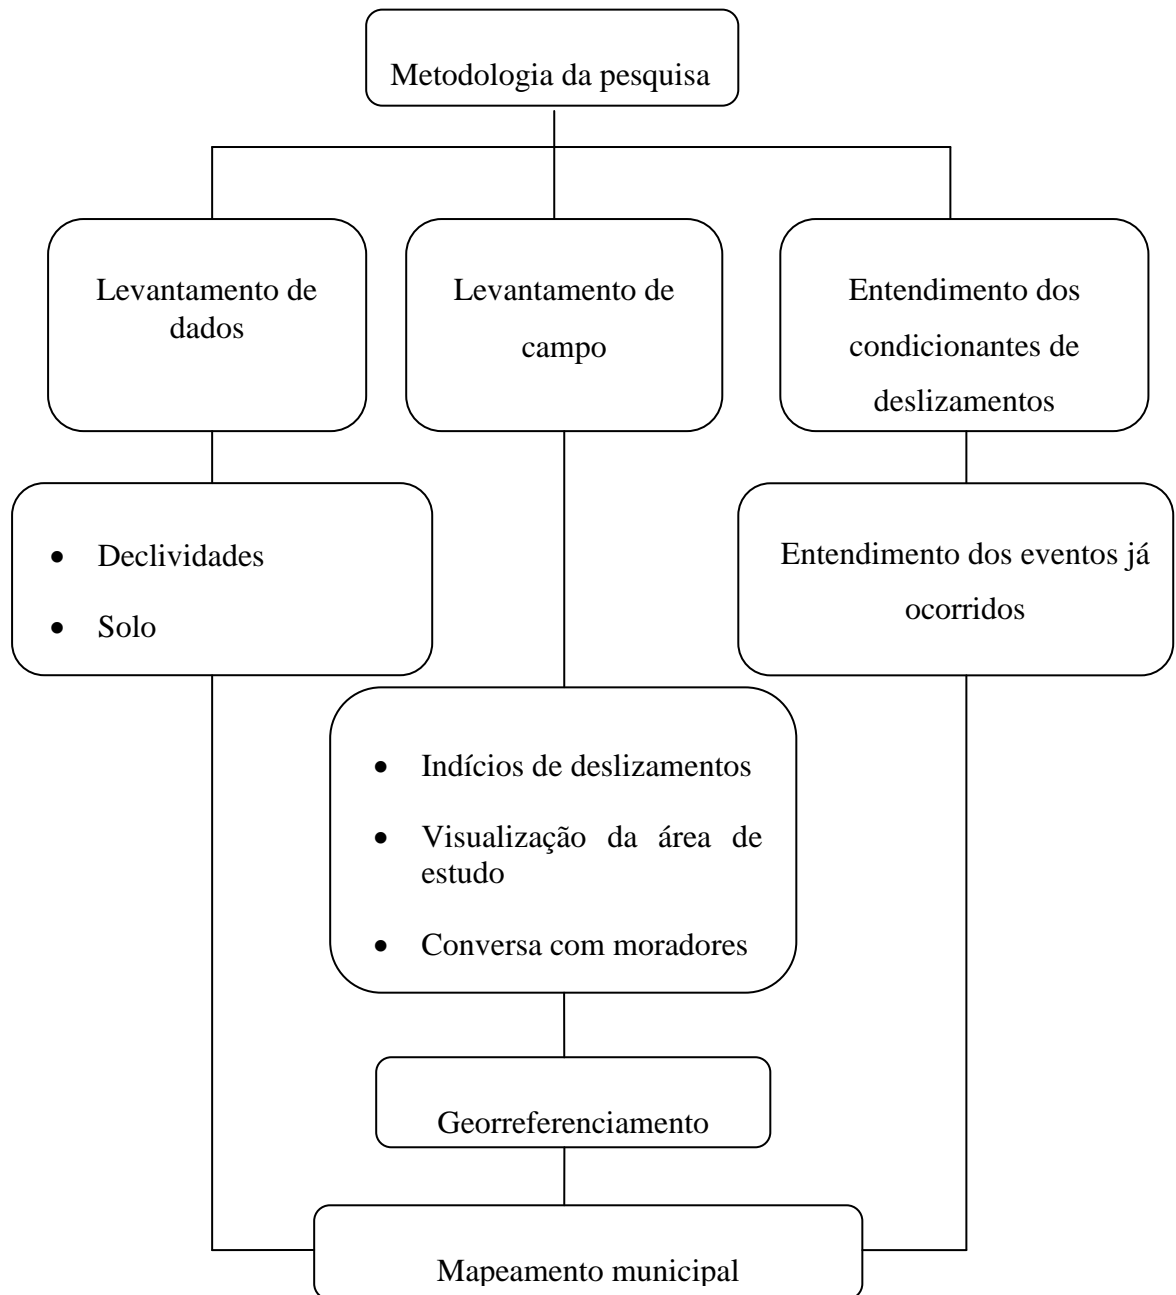 Metodologia da pesquisa
Levantamento de
dados
Levantamento de
campo
Entendimento dos
condicionantes de
deslizamentos
• Declividades
• Solo
Entendimento dos eventos já
ocorridos
• Indícios de deslizamentos
• Visualização da área de
estudo
• Conversa com moradores
Georreferenciamento
Mapeamento municipal